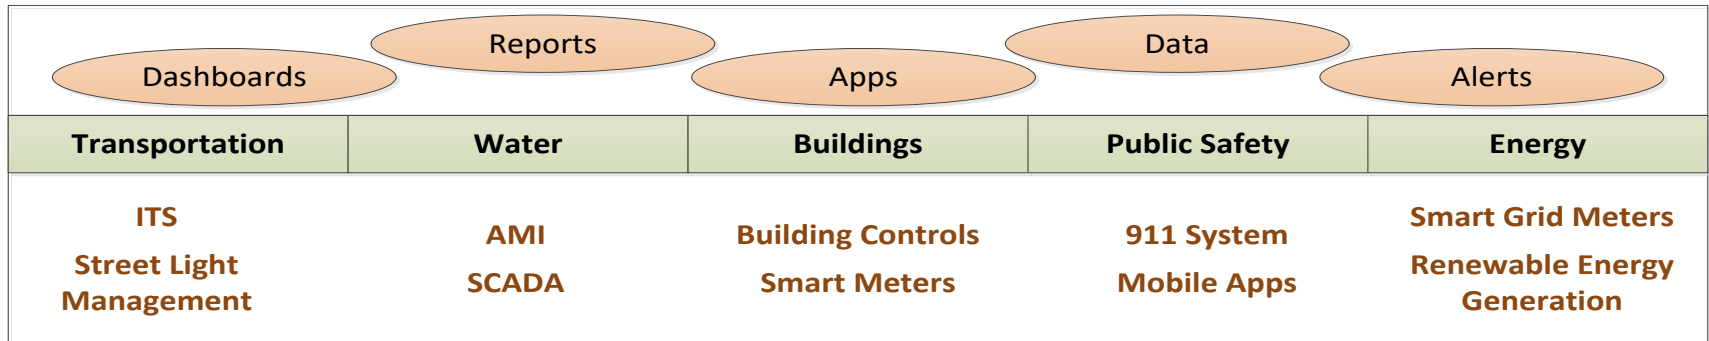 Reports
Data
Dashboards
Apps
Alerts
Transportation
Water
Buildings
Public Safety
Energy
ITS
Street Light
Management
AMI
SCADA
Building Controls
Smart Meters
911 System
Mobile Apps
Smart Grid Meters
Renewable Energy
Generation